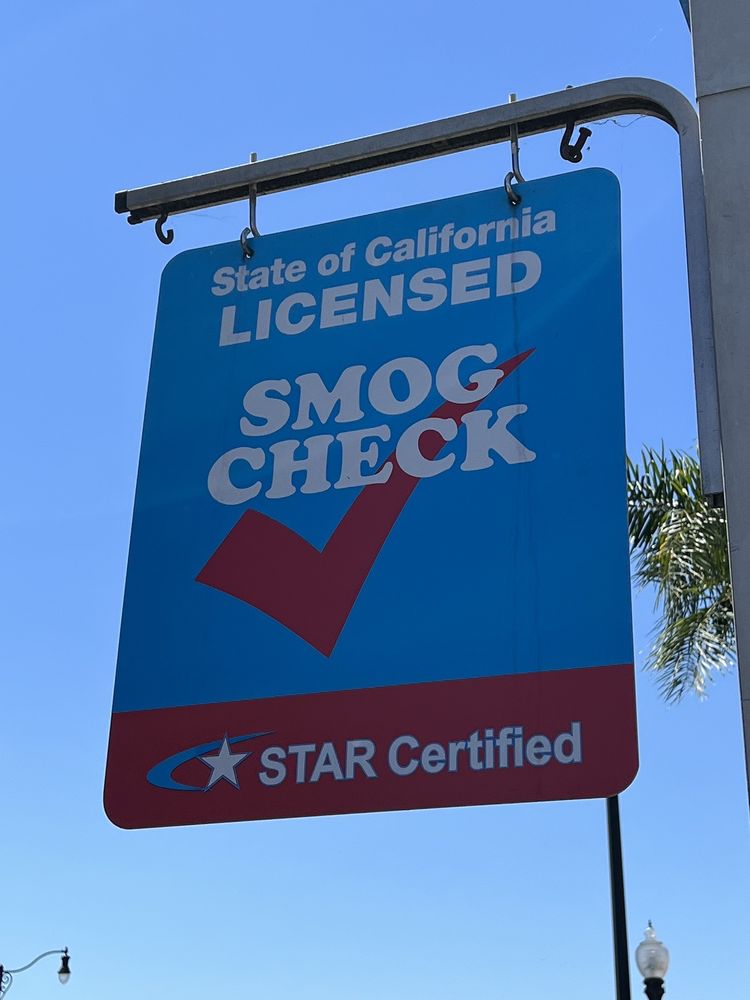 State of California
LICENSED
SMOG
CHECK
STAR Certified